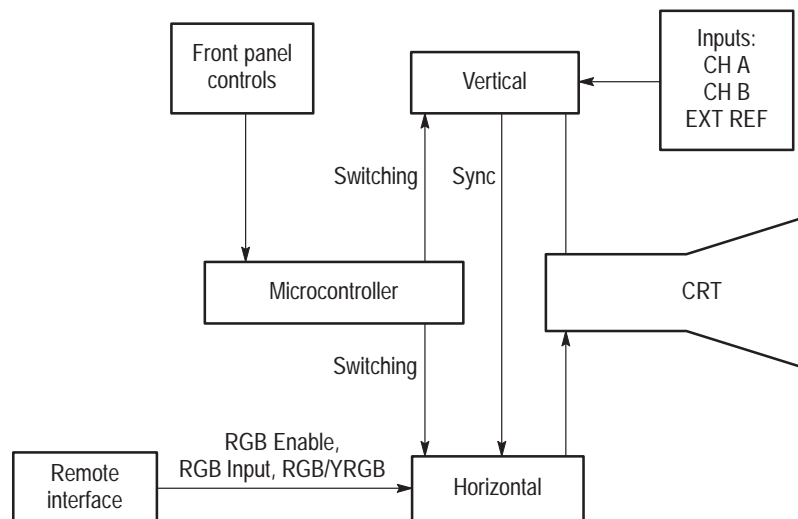 Front panel
controls
Vertical
Inputs:
CH A
CH B
EXT REF
Switching
Sync
Microcontroller
CRT
Switching
RGB Enable,
RGB Input, RGB/YRGB
Remote
interface
Horizontal